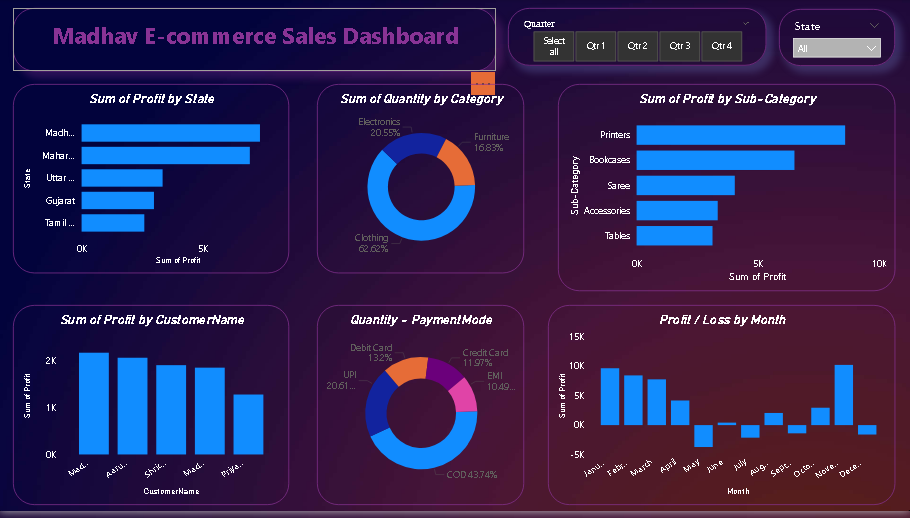 Madhav E-commerce Sales Dashboard
Quarter
Select all
Qtr 1
Qtr 2
Qtr 3
Qtr 4
State
All
Sum of Profit by State
State
Madh...
Mahar...
Uttar ...
Gujarat
Tamil ...
0K
5K
Sum of Profit
Sum of Quantity by Category
Electronics
20.55%
Furniture
16.83%
Clothing
62.62%
Sum of Profit by Sub-Category
Sub-Category
Printers
Bookcases
Saree
Accessories
Tables
0K
5K
10K
Sum of Profit
Sum of Profit by CustomerName
Sum of Profit
2K
1K
0K
Mad...
Aaru...
Shrik...
Mad...
Priya...
CustomerName
Quantity - PaymentMode
Debit Card
13.2%
Credit Card
11.97%
UPI
20.61 ...
EMI
10.49...
COD 43.74%
Profit / Loss by Month
Sum of Profit
15K
10K
5K
0K
-5K
Janu...
Febr...
March
April
May
June
July
Aug...
Sept...
Octo...
Nove...
Dece...
Month